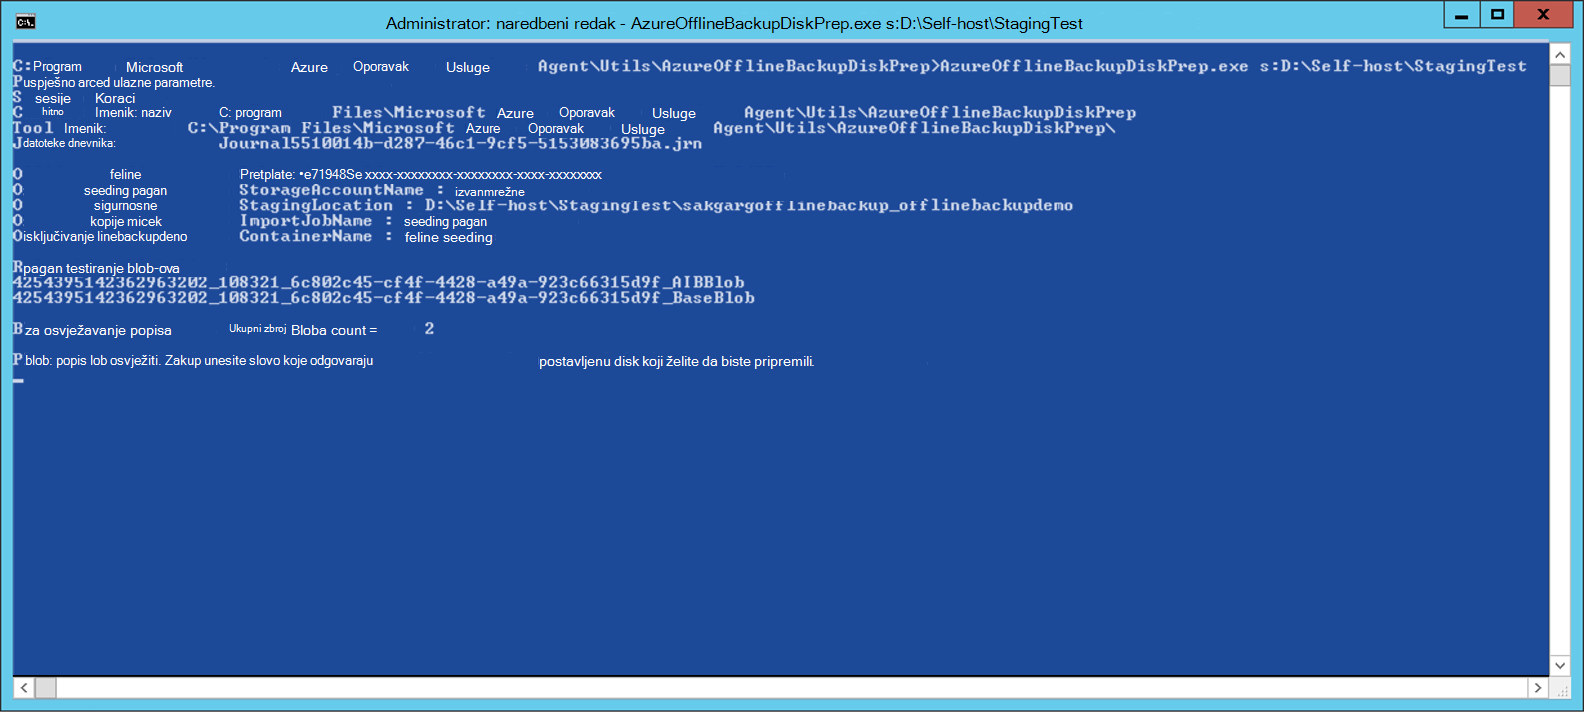 Administrator: naredbeni redak - AzureOfflineBackupDiskPrep.exe s:D:\Self-host\StagingTest
C:Program Microsoft Azure Oporavak Usluge Agent\Utils\AzureOfflineBackupDiskPrep>AzureOfflineBackupDiskPrep.exe s:D:\Self-host\StagingTest
Puspješno arced ulazne parametre.
S sesije Koraci
C hitno Imenik: naziv C: program Files\Microsoft Azure Oporavak Usluge Agent\Utils\AzureOfflineBackupDiskPrep
Tool Imenik: C:\Program Files\Microsoft Azure Oporavak Usluge Agent\Utils\AzureOfflineBackupDiskPrep\
Jdatoteke dnevnika: Journal5510014b-d287-46c1-9cf5-5153083695ba.jrn
O feline Pretplate: •e71948Se xxxx-xxxxxxxx-xxxxxxxx-xxxx-xxxxxxxx
O seeding pagan StorageAccountName : izvanmrežne
O sigurnosne StagingLocation : D:\Self-host\StagingTest\sakgargofflinebackup_offlinebackupdemo
O kopije micek ImportJobName : seeding pagan
Oisključivanje linebackupdeno ContainerName : feline seeding
Rpagan testiranje blob-ova
4254395142362963202_108321_6c802c45-cf4f-4428-a49a-923c66315d9f_AIBBlob
4254395142362963202_108321_6c802c45-cf4f-4428-a49a-923c66315d9f_BaseBlob
B za osvježavanje popisa Ukupni zbroj Bloba count = 2
P blob: popis lob osvježiti. Zakup unesite slovo koje odgovaraju postavljenu disk koji želite da biste pripremili.